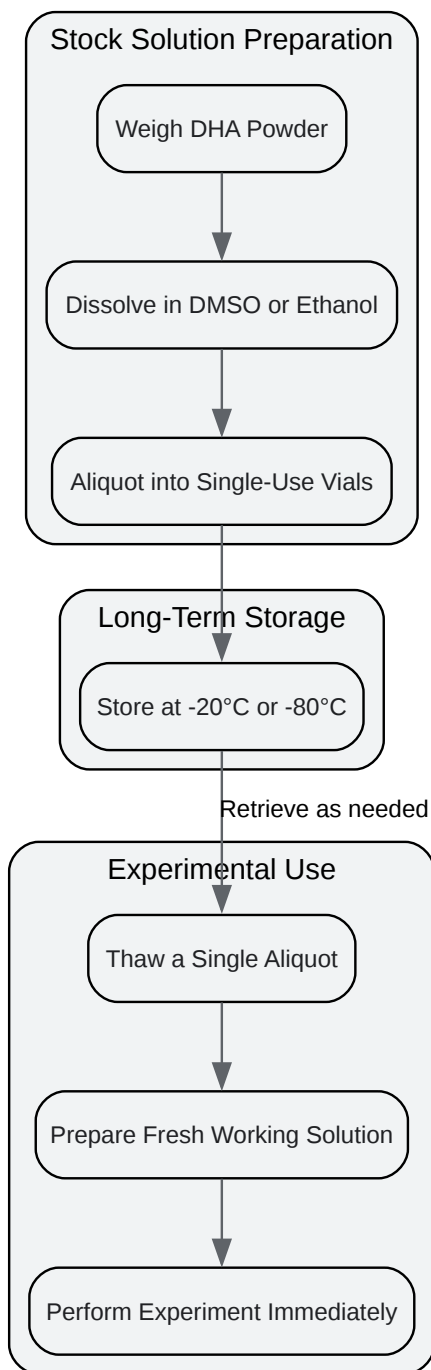 Stock Solution Preparation
Weigh DHA Powder
Dissolve in DMSO or Ethanol
Aliquot into Single-Use Vials
Long-Term Storage
Store at -20°C or -80°C
Retrieve as needed
Experimental Use
Thaw a Single Aliquot
Prepare Fresh Working Solution
Perform Experiment Immediately